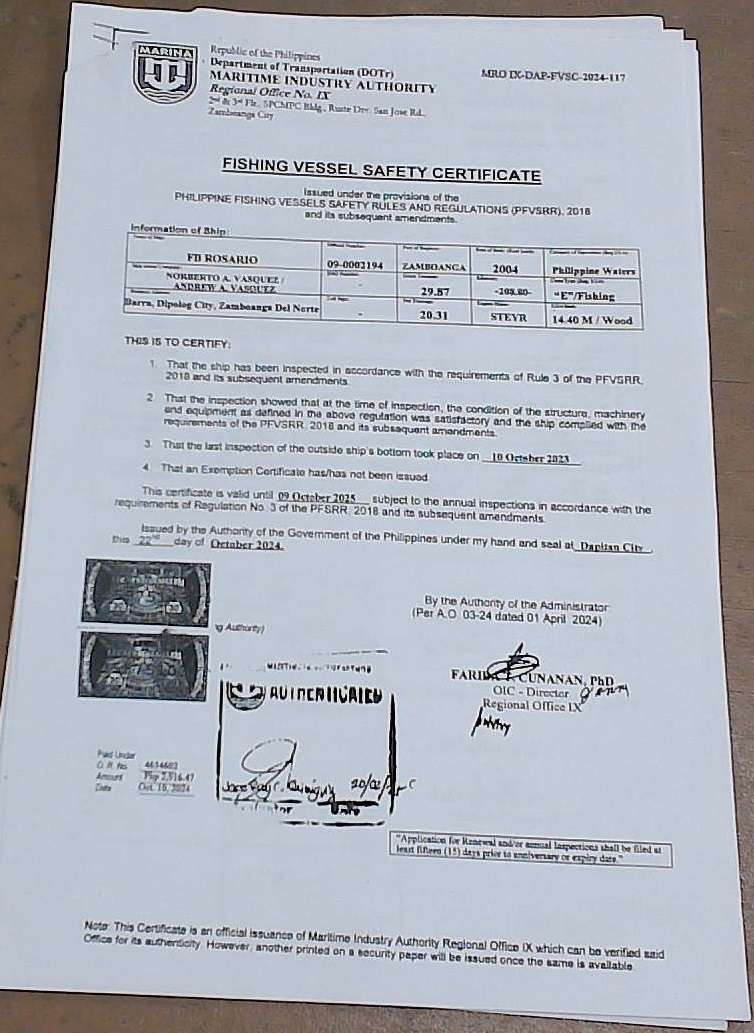 MARINA
Republic of the Philippines
Department of Transportation (DOTr)
MARITIME INDUSTRY AUTHORITY
Regional Office No. IX
2nd & 3rd Flr., SPCMPC Bldg., Ruste Drv. San Jose Rd.,
Zamboanga City
MRO IX-DAP-FVSC-2024-117
FISHING VESSEL SAFETY CERTIFICATE
Issued under the provisions of the
PHILIPPINE FISHING VESSELS SAFETY RULES AND REGULATIONS (PFVSRR), 2018
and its subsequent amendments.
Information of Ship:
FB ROSARIO 09-0002194 ZAMBOANGA 2004 Philippine Waters
NORBERTO A. VASQUEZ /
ANDREW A. VASQUEZ - 29.87 "E"/Fishing
Barra, Dipolog City, Zamboanga Del Norte - 20.31 STEYR 14.40 M / Wood
THIS IS TO CERTIFY:
1. That the ship has been inspected in accordance with the requirements of Rule 3 of the PFVSRR,
2018 and its subsequent amendments.
2. That the inspection showed that at the time of inspection, the condition of the structure, machinery
and equipment as defined in the above regulation was satisfactory and the ship complied with the
requirements of the PFVSRR, 2018 and its subsequent amendments.
3. That the last inspection of the outside ship's bottom took place on 10 October 2023
4. That an Exemption Certificate has/has not been issued
This certificate is valid until 09 October 2025 subject to the annual inspections in accordance with the
requirements of Regulation No. 3 of the PFSRR, 2018 and its subsequent amendments.
Issued by the Authority of the Government of the Philippines under my hand and seal at Dapitan City,
this 22nd day of October 2024.
By the Authority of the Administrator:
(Per A.O. 03-24 dated 01 April 2024)
Authority)
CUNANAN, PhD
OIC - Director
Regional Office IX
AUTHENTICATED
Paid Under
O. R. No. 4634602
Amount Php 2,516.47
Date Oct. 10, 2024
"Application for Renewal and/or annual Inspections shall be filed at
least fifteen (15) days prior to anniversary or expiry date."
Note: This Certificate is an official issuance of Maritime Industry Authority Regional Office IX which can be verified said
Office for its authenticity. However, another printed on a security paper will be issued once the same is available.